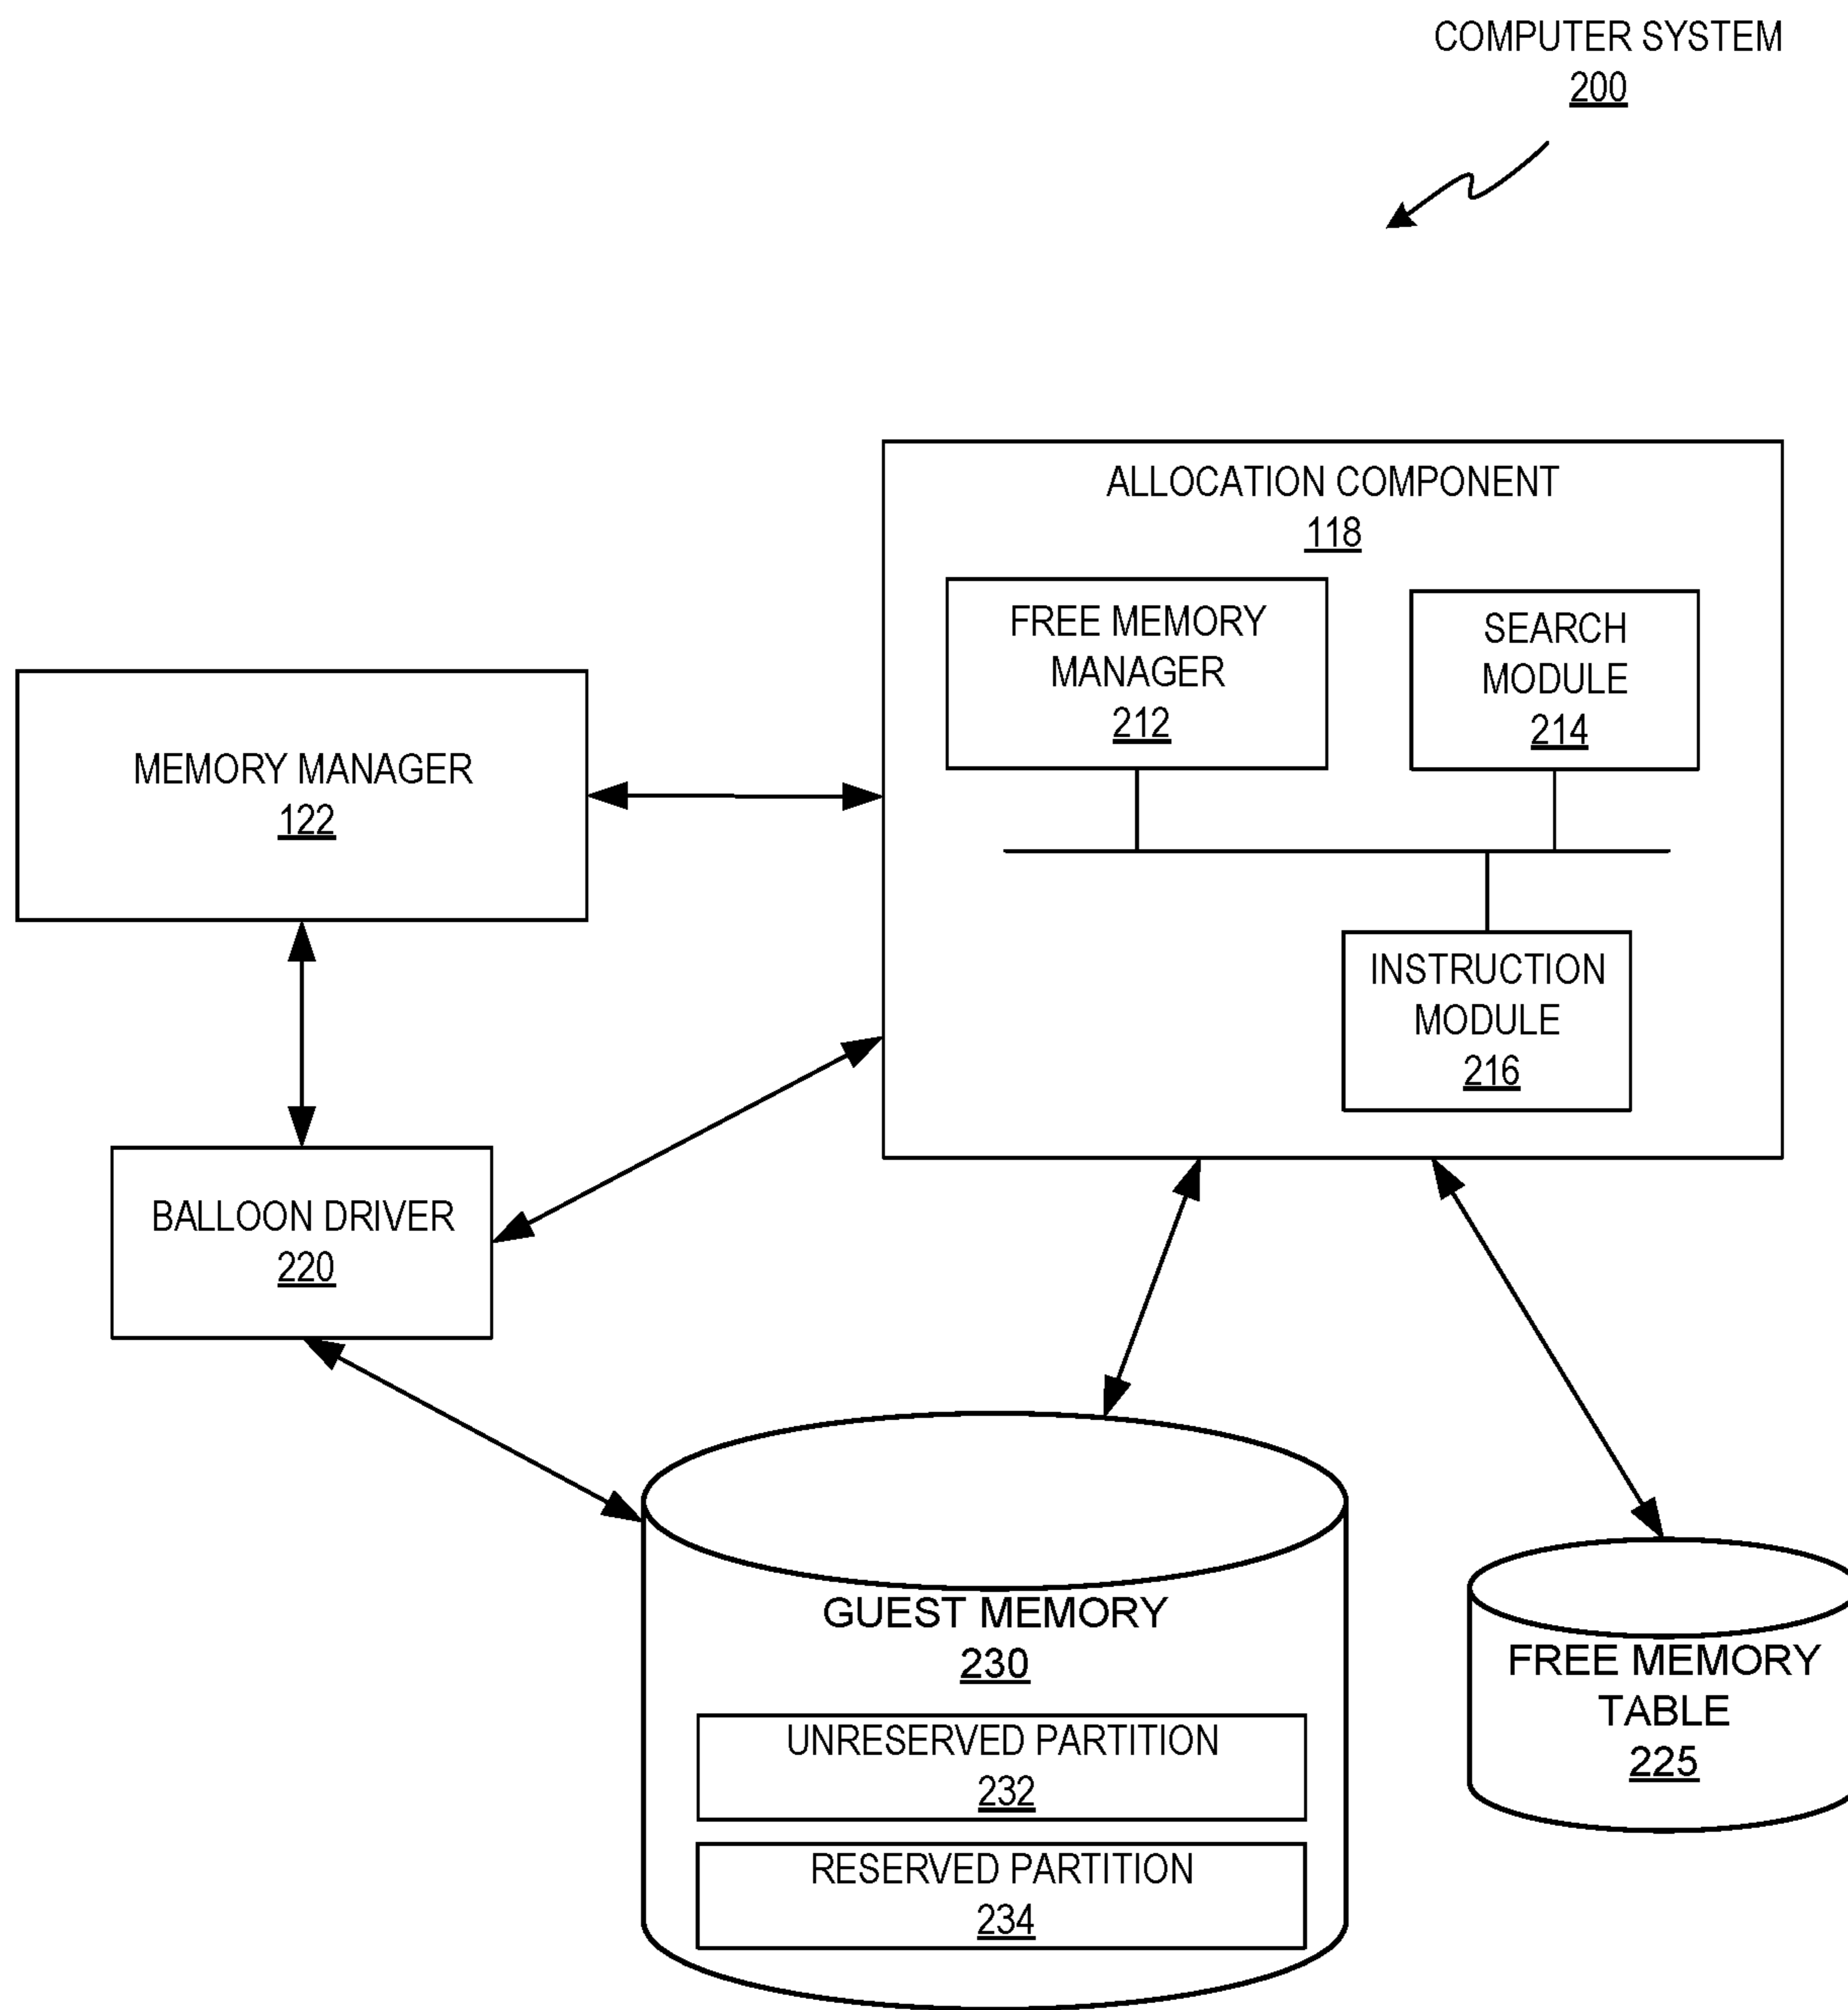 COMPUTER SYSTEM
200
ALLOCATION COMPONENT
118
FREE MEMORY
MANAGER
212
SEARCH
MODULE
214
MEMORY MANAGER
122
INSTRUCTION
MODULE
216
BALLOON DRIVER
220
GUEST MEMORY
230
UNRESERVED PARTITION
232
RESERVED PARTITION
234
FREE MEMORY
TABLE
225